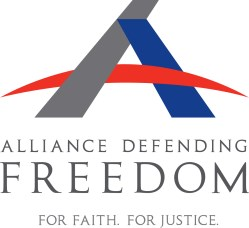 ALLIANCE DEFENDING
FREEDOM
FOR FAITH. FOR JUSTICE.